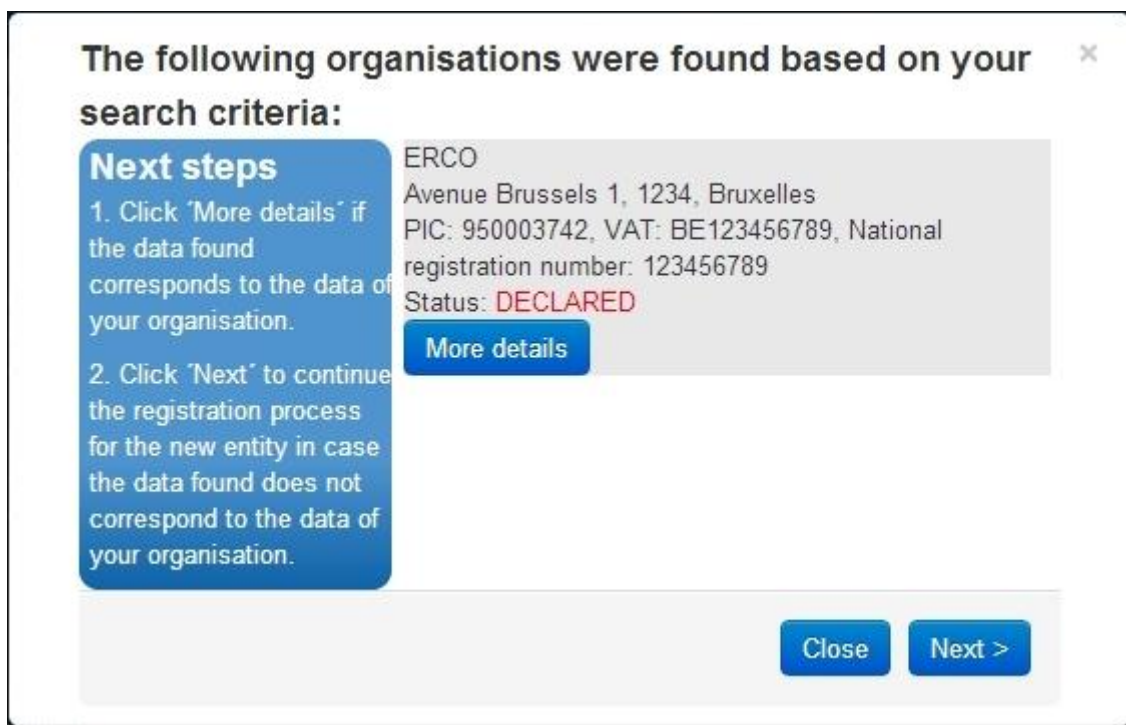 The following organisations were found based on your
search criteria:
×
Next steps
1. Click ´More details´ if
the data found
corresponds to the data of
your organisation.
2. Click ´Next´ to continue
the registration process
for the new entity in case
the data found does not
correspond to the data of
your organisation.
ERCO
Avenue Brussels 1, 1234, Bruxelles
PIC: 950003742, VAT: BE123456789, National
registration number: 123456789
Status: DECLARED
More details
Close
Next >